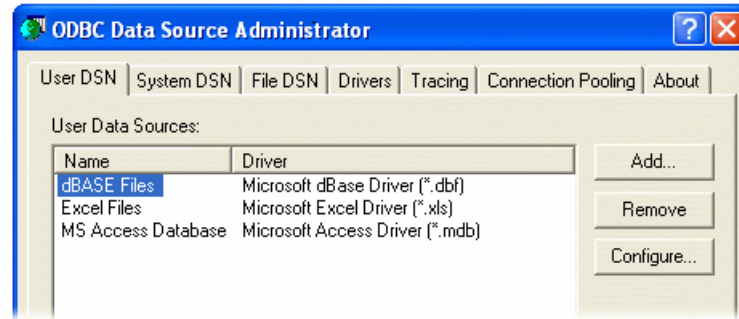 ODBC Data Source Administrator
User DSN System DSN File DSN Drivers Tracing Connection Pooling About
User Data Sources:
Name Driver Add...
dBASE Files Microsoft dBase Driver (*.dbf)
Excel Files Microsoft Excel Driver (*.xls) Remove
MS Access Database Microsoft Access Driver (*.mdb)
Configure...